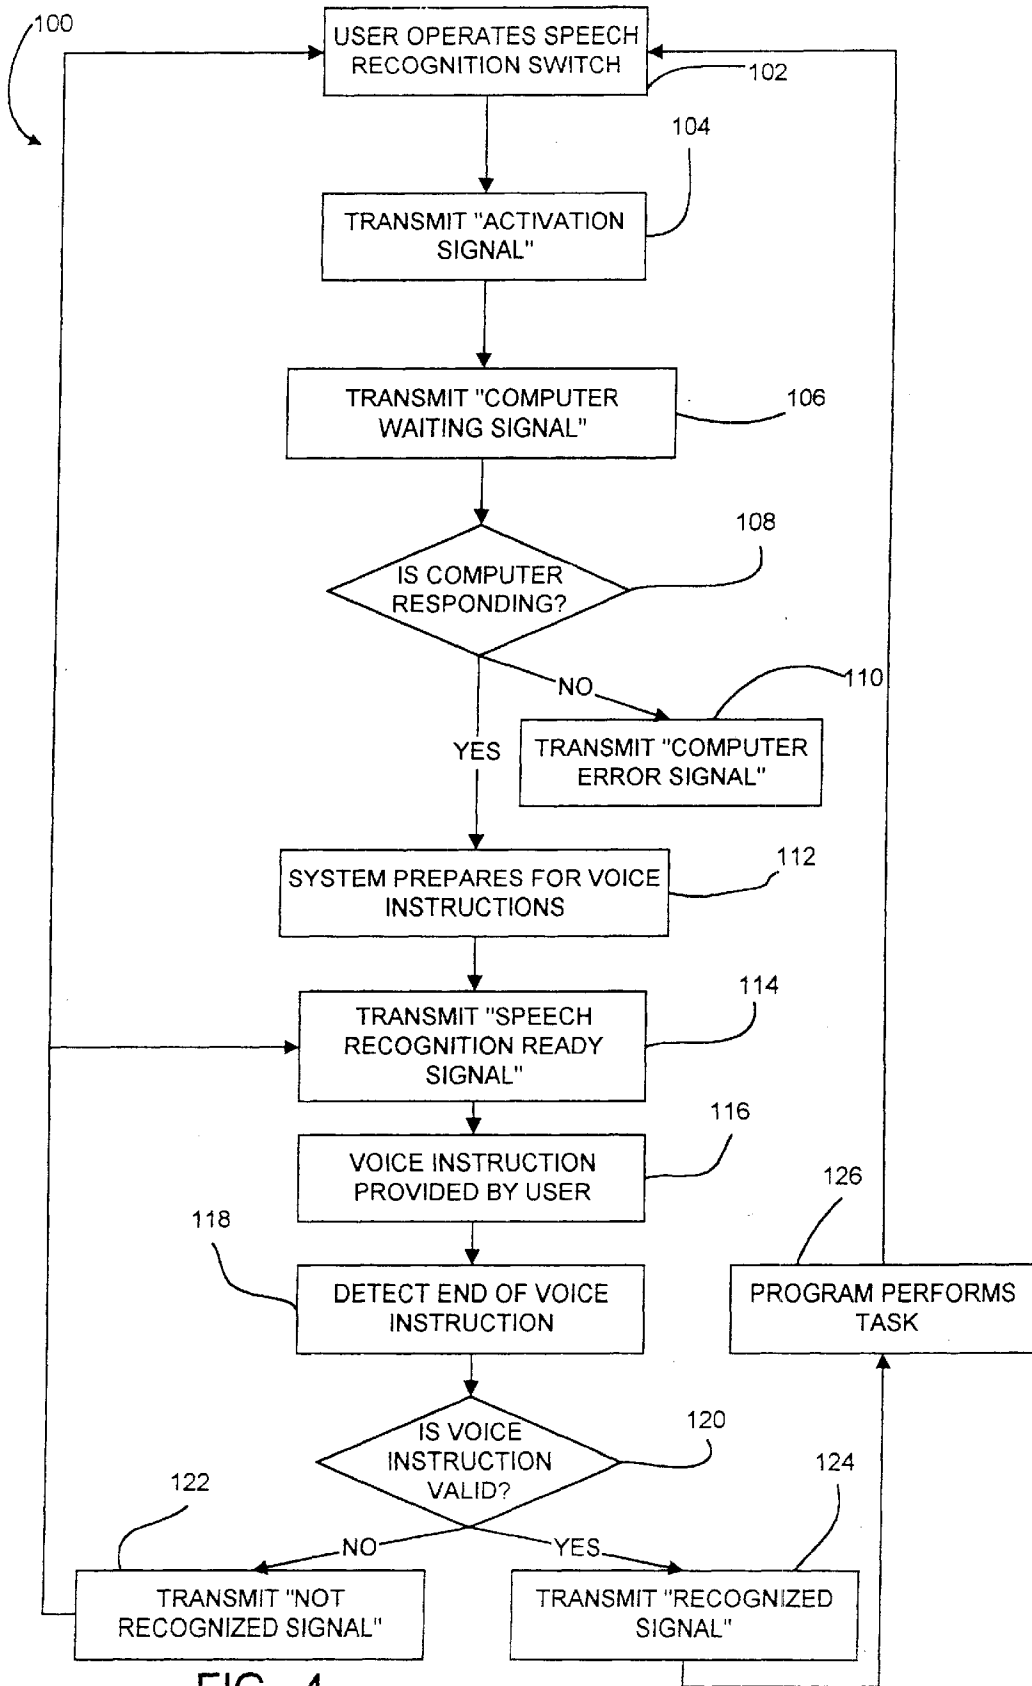 100
USER OPERATES SPEECH
RECOGNITION SWITCH
102
104
TRANSMIT "ACTIVATION
SIGNAL"
TRANSMIT "COMPUTER
WAITING SIGNAL"
106
108
IS COMPUTER
RESPONDING?
NO
110
YES
TRANSMIT "COMPUTER
ERROR SIGNAL"
SYSTEM PREPARES FOR VOICE
INSTRUCTIONS
112
TRANSMIT "SPEECH
RECOGNITION READY
SIGNAL"
114
116
VOICE INSTRUCTION
PROVIDED BY USER
118
DETECT END OF VOICE
INSTRUCTION
126
PROGRAM PERFORMS
TASK
IS VOICE
INSTRUCTION
VALID?
120
122
NO
YES
124
TRANSMIT "NOT
RECOGNIZED SIGNAL"
TRANSMIT "RECOGNIZED
SIGNAL"
FIG. 4